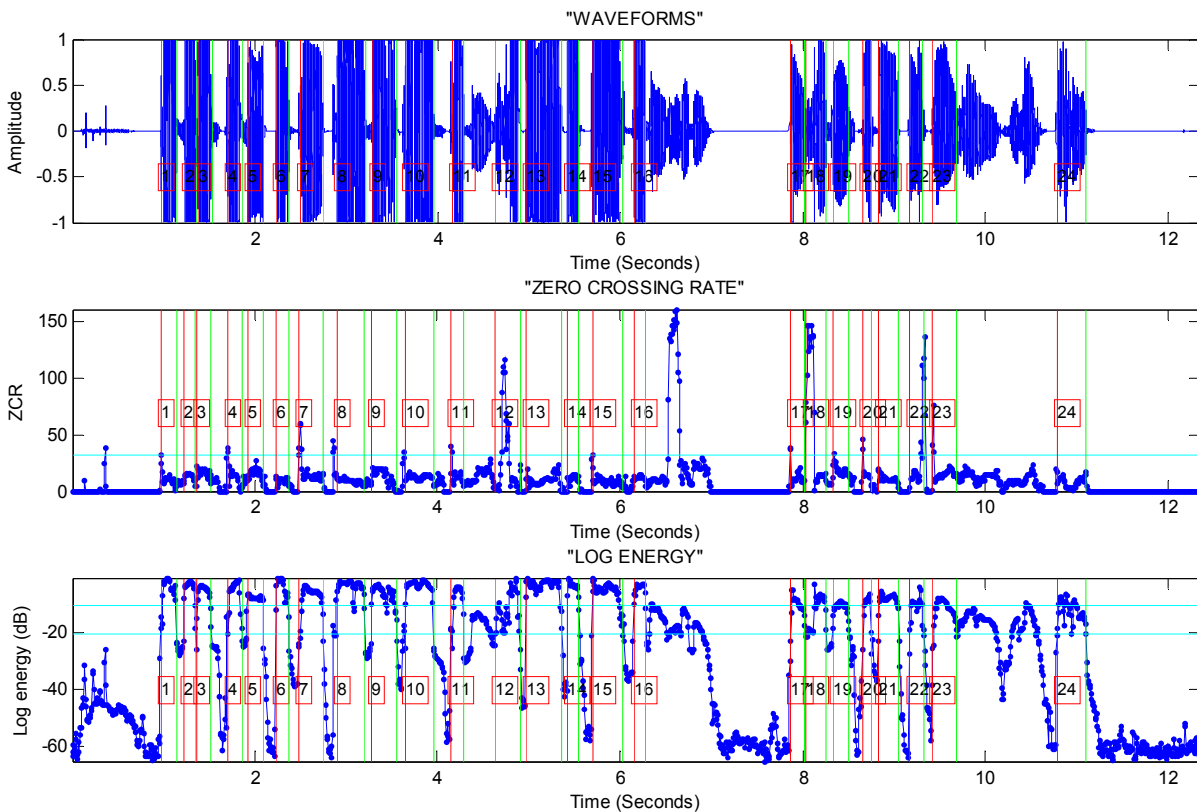 "WAVEFORMS"
1
0.5
0
-0.5
-1
Amplitude
1 2 3 4 5 6 7 8 9 10 11 12 13 14 15 16 17 18 19 20 21 22 23 24
2 4 6 8 10 12
Time (Seconds)
"ZERO CROSSING RATE"
150
100
50
0
ZCR
1 2 3 4 5 6 7 8 9 10 11 12 13 14 15 16 17 18 19 20 21 22 23 24
2 4 6 8 10 12
Time (Seconds)
"LOG ENERGY"
-20
-40
-60
Log energy (dB)
1 2 3 4 5 6 7 8 9 10 11 12 13 14 15 16 17 18 19 20 21 22 23 24
2 4 6 8 10 12
Time (Seconds)